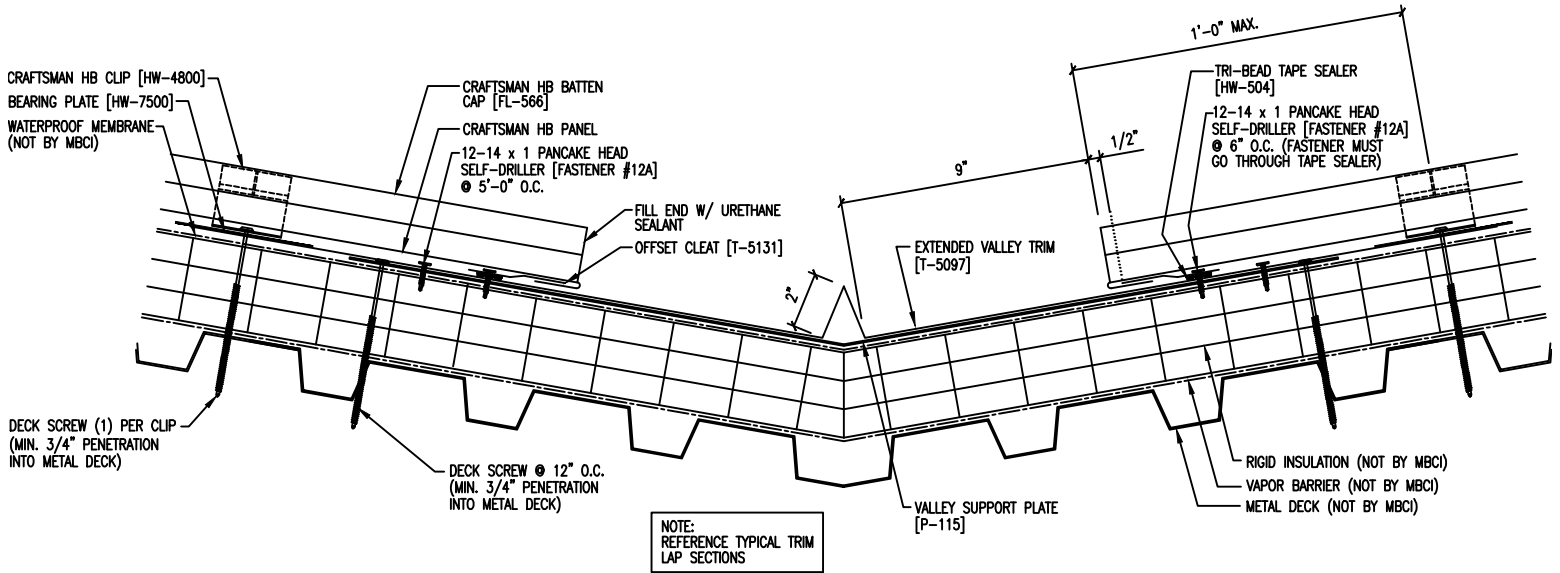 CRAFTSMAN HB CLIP [HW-4800]
BEARING PLATE [HW-7500]
WATERPROOF MEMBRANE
(NOT BY MBCI)
CRAFTSMAN HB BATTEN
CAP [FL-566]
CRAFTSMAN HB PANEL
12-14 x 1 PANCAKE HEAD
SELF-DRILLER [FASTENER #12A]
@ 5'-0" O.C.
FILL END W/ URETHANE
SEALANT
OFFSET CLEAT [T-5131]
2"
9"
1/2"
1'-0" MAX.
TRI-BEAD TAPE SEALER
[HW-504]
12-14 x 1 PANCAKE HEAD
SELF-DRILLER [FASTENER #12A]
@ 6" O.C. (FASTENER MUST
GO THROUGH TAPE SEALER)
EXTENDED VALLEY TRIM
[T-5097]
DECK SCREW (1) PER CLIP
(MIN. 3/4" PENETRATION
INTO METAL DECK)
DECK SCREW @ 12" O.C.
(MIN. 3/4" PENETRATION
INTO METAL DECK)
NOTE:
REFERENCE TYPICAL TRIM
LAP SECTIONS
VALLEY SUPPORT PLATE
[P-115]
RIGID INSULATION (NOT BY MBCI)
VAPOR BARRIER (NOT BY MBCI)
METAL DECK (NOT BY MBCI)